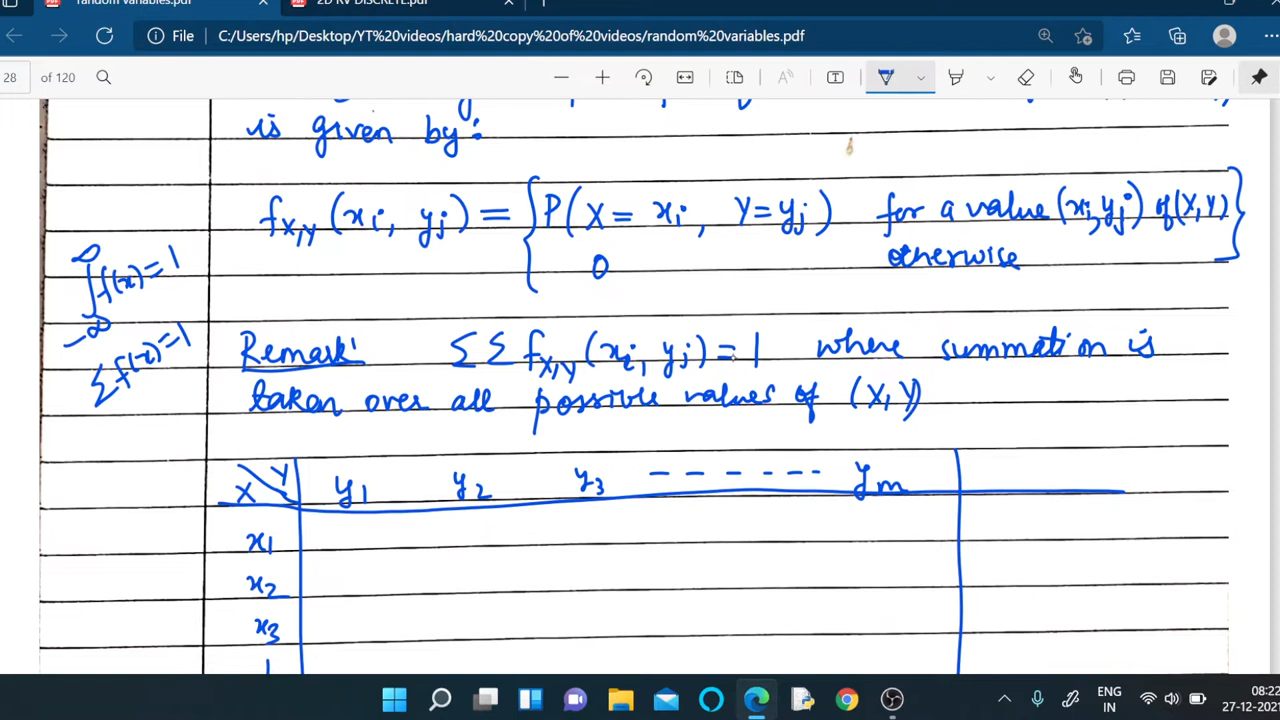 random variables.pdf
2D RV DISCRETE.pdf
File C:/Users/hp/Desktop/YT%20videos/hard%20copy%20of%20videos/random%20variables.pdf
28 of 120
is given by:
f_{X,Y} (x_i, y_j) = { P(X = x_i, Y = y_j) for a value (x_i, y_j) of (X,Y) }
0 otherwise
∫_{-∞}^{∞} f(x) = 1
Σ f(x) = 1
Remark: Σ Σ f_{X,Y} (x_i, y_j) = 1 where summation is
taken over all possible values of (X, Y)
X Y y1 y2 y3 - - - - - - ym
x1
x2
x3
ENG 08:22
IN 27-12-2021